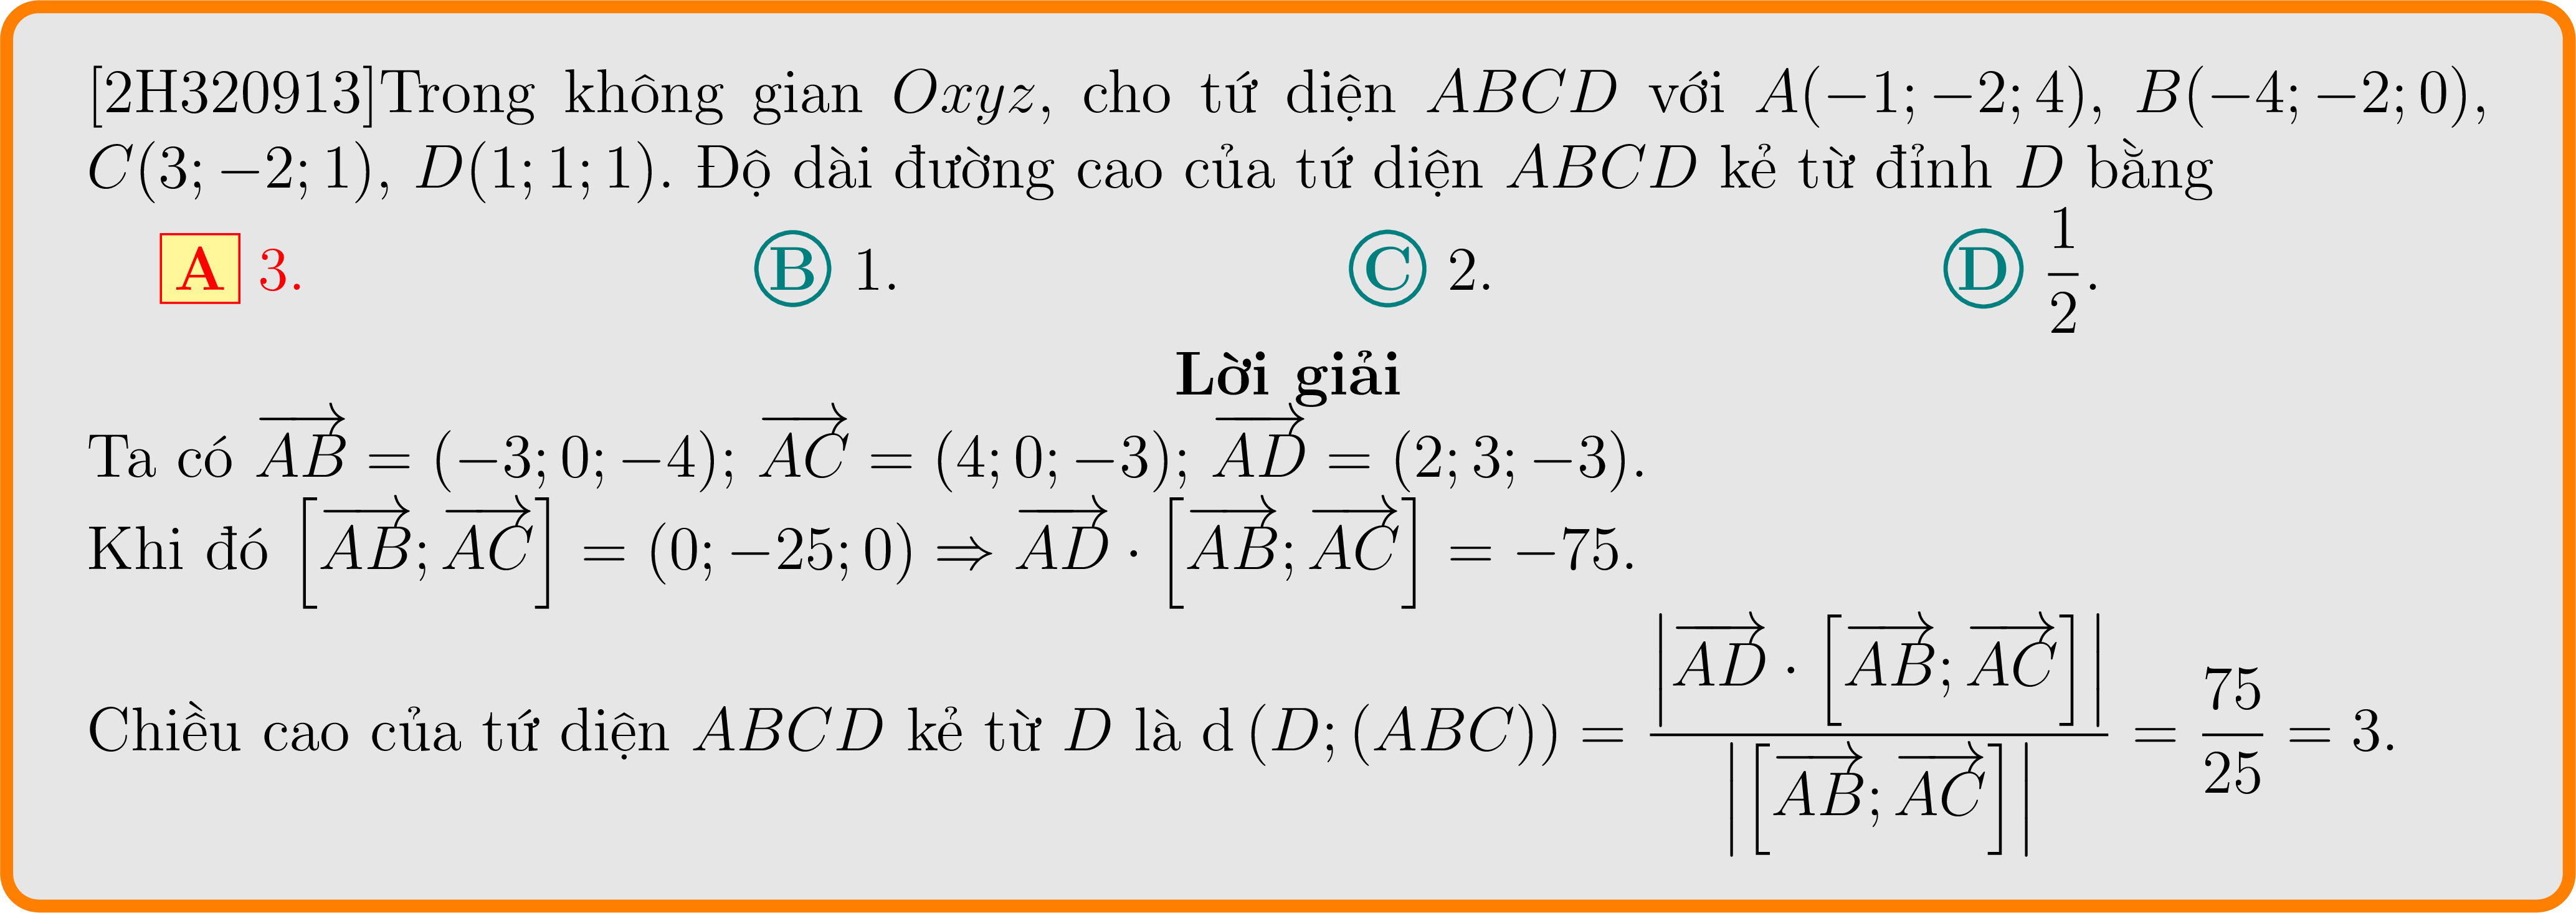 [2H320913]Trong không gian $Oxyz$, cho tứ diện $ABCD$ với $A(-1;-2;4)$, $B(-4;-2;0)$,
$C(3;-2;1)$, $D(1;1;1)$. Độ dài đường cao của tứ diện $ABCD$ kẻ từ đỉnh $D$ bằng
A 3. B 1. C 2. D $\frac{1}{2}$.
Lời giải
Ta có $\overrightarrow{AB} = (-3;0;-4)$; $\overrightarrow{AC} = (4;0;-3)$; $\overrightarrow{AD} = (2;3;-3)$.
Khi đó $\left[\overrightarrow{AB};\overrightarrow{AC}\right] = (0;-25;0) \Rightarrow \overrightarrow{AD} \cdot \left[\overrightarrow{AB};\overrightarrow{AC}\right] = -75$.
Chiều cao của tứ diện $ABCD$ kẻ từ $D$ là $\mathrm{d}\,(D;(ABC)) = \frac{\left|\overrightarrow{AD} \cdot \left[\overrightarrow{AB};\overrightarrow{AC}\right]\right|}{\left|\left[\overrightarrow{AB};\overrightarrow{AC}\right]\right|} = \frac{75}{25} = 3$.